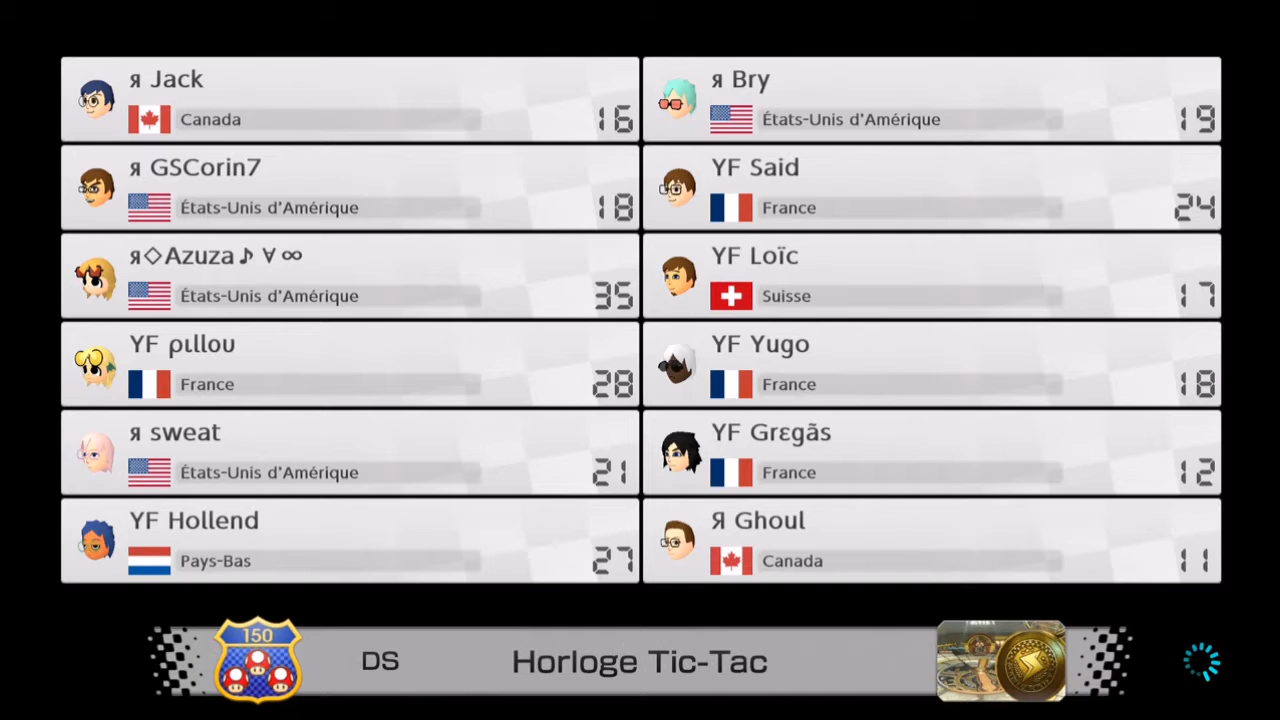 я Jack
Canada
16
я Bry
États-Unis d'Amérique
19
я GSCorin7
États-Unis d'Amérique
18
YF Said
France
24
я◇Azuza♪∀∞
États-Unis d'Amérique
35
YF Loïc
Suisse
17
YF ριllου
France
28
YF Yugo
France
18
я sweat
États-Unis d'Amérique
21
YF Grεgãs
France
12
YF Hollend
Pays-Bas
27
Я Ghoul
Canada
11
150
DS
Horloge Tic-Tac